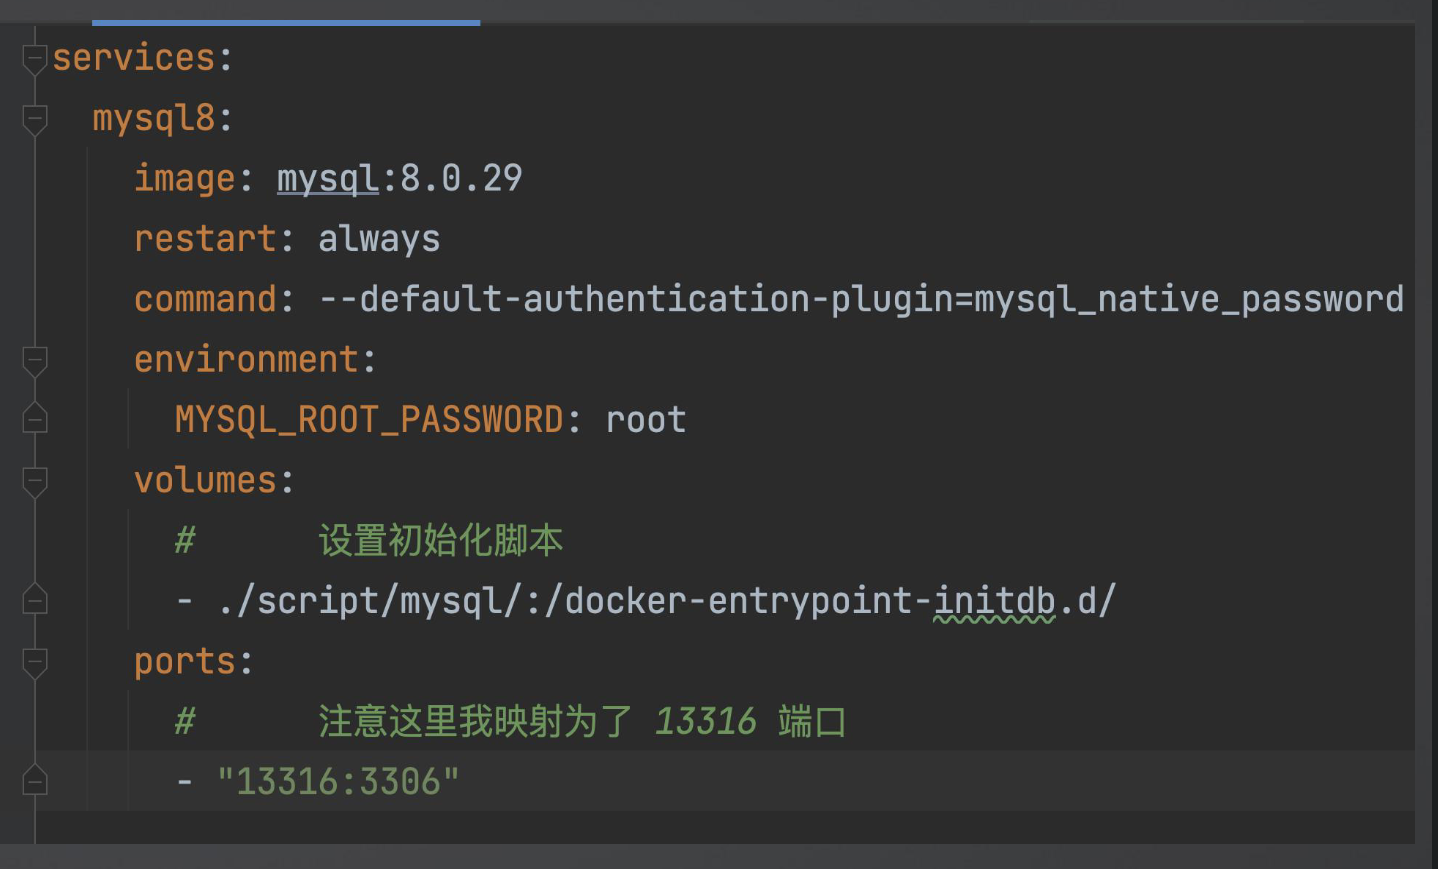 services:
  mysql8:
    image: mysql:8.0.29
    restart: always
    command: --default-authentication-plugin=mysql_native_password
    environment:
      MYSQL_ROOT_PASSWORD: root
    volumes:
      #      设置初始化脚本
      - ./script/mysql/:/docker-entrypoint-initdb.d/
    ports:
      #      注意这里我映射为了 13316 端口
      - "13316:3306"